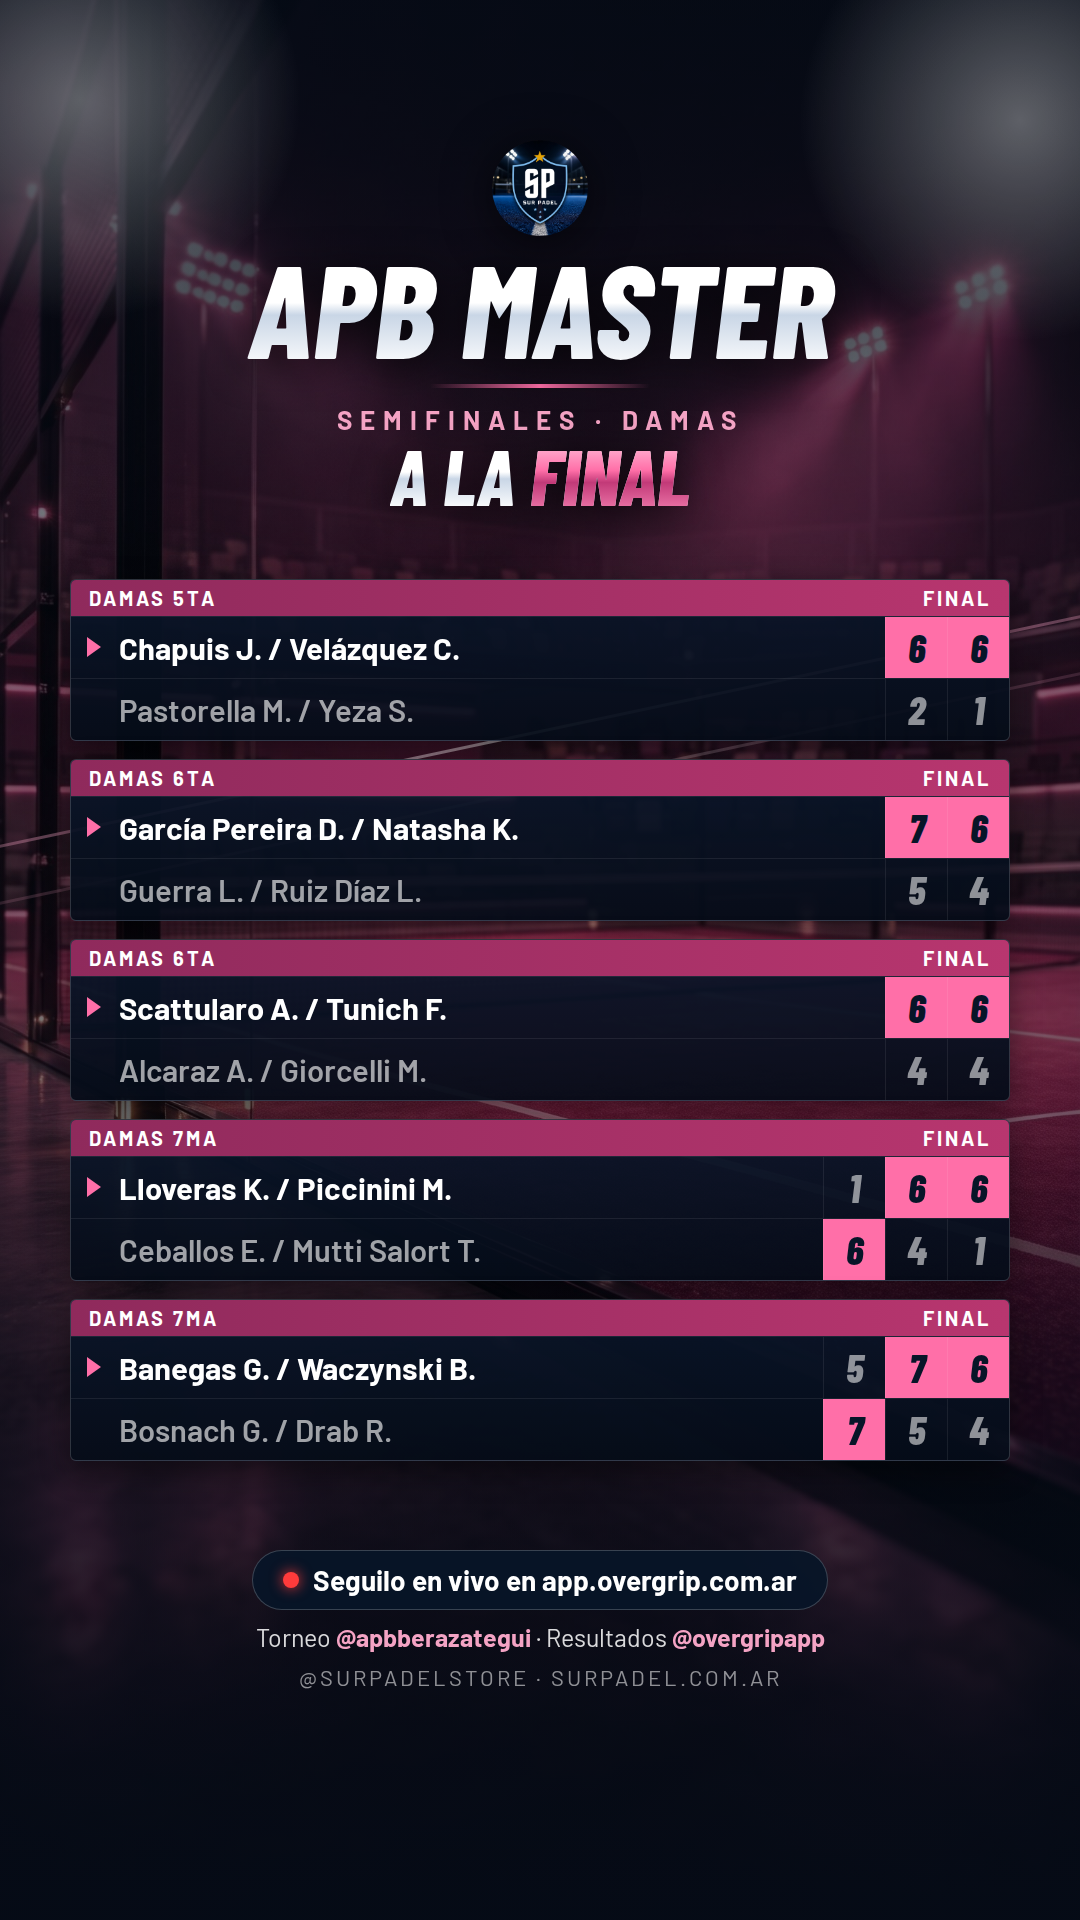 SP
SUR PADEL
APB MASTER
SEMIFINALES · DAMAS
A LA FINAL
DAMAS 5TA FINAL
Chapuis J. / Velázquez C. 6 6
Pastorella M. / Yeza S. 2 1
DAMAS 6TA FINAL
García Pereira D. / Natasha K. 7 6
Guerra L. / Ruiz Díaz L. 5 4
DAMAS 6TA FINAL
Scattularo A. / Tunich F. 6 6
Alcaraz A. / Giorcelli M. 4 4
DAMAS 7MA FINAL
Lloveras K. / Piccinini M. 1 6 6
Ceballos E. / Mutti Salort T. 6 4 1
DAMAS 7MA FINAL
Banegas G. / Waczynski B. 5 7 6
Bosnach G. / Drab R. 7 5 4
Seguilo en vivo en app.overgrip.com.ar
Torneo @apbberazategui · Resultados @overgripapp
@SURPADELSTORE · SURPADEL.COM.AR